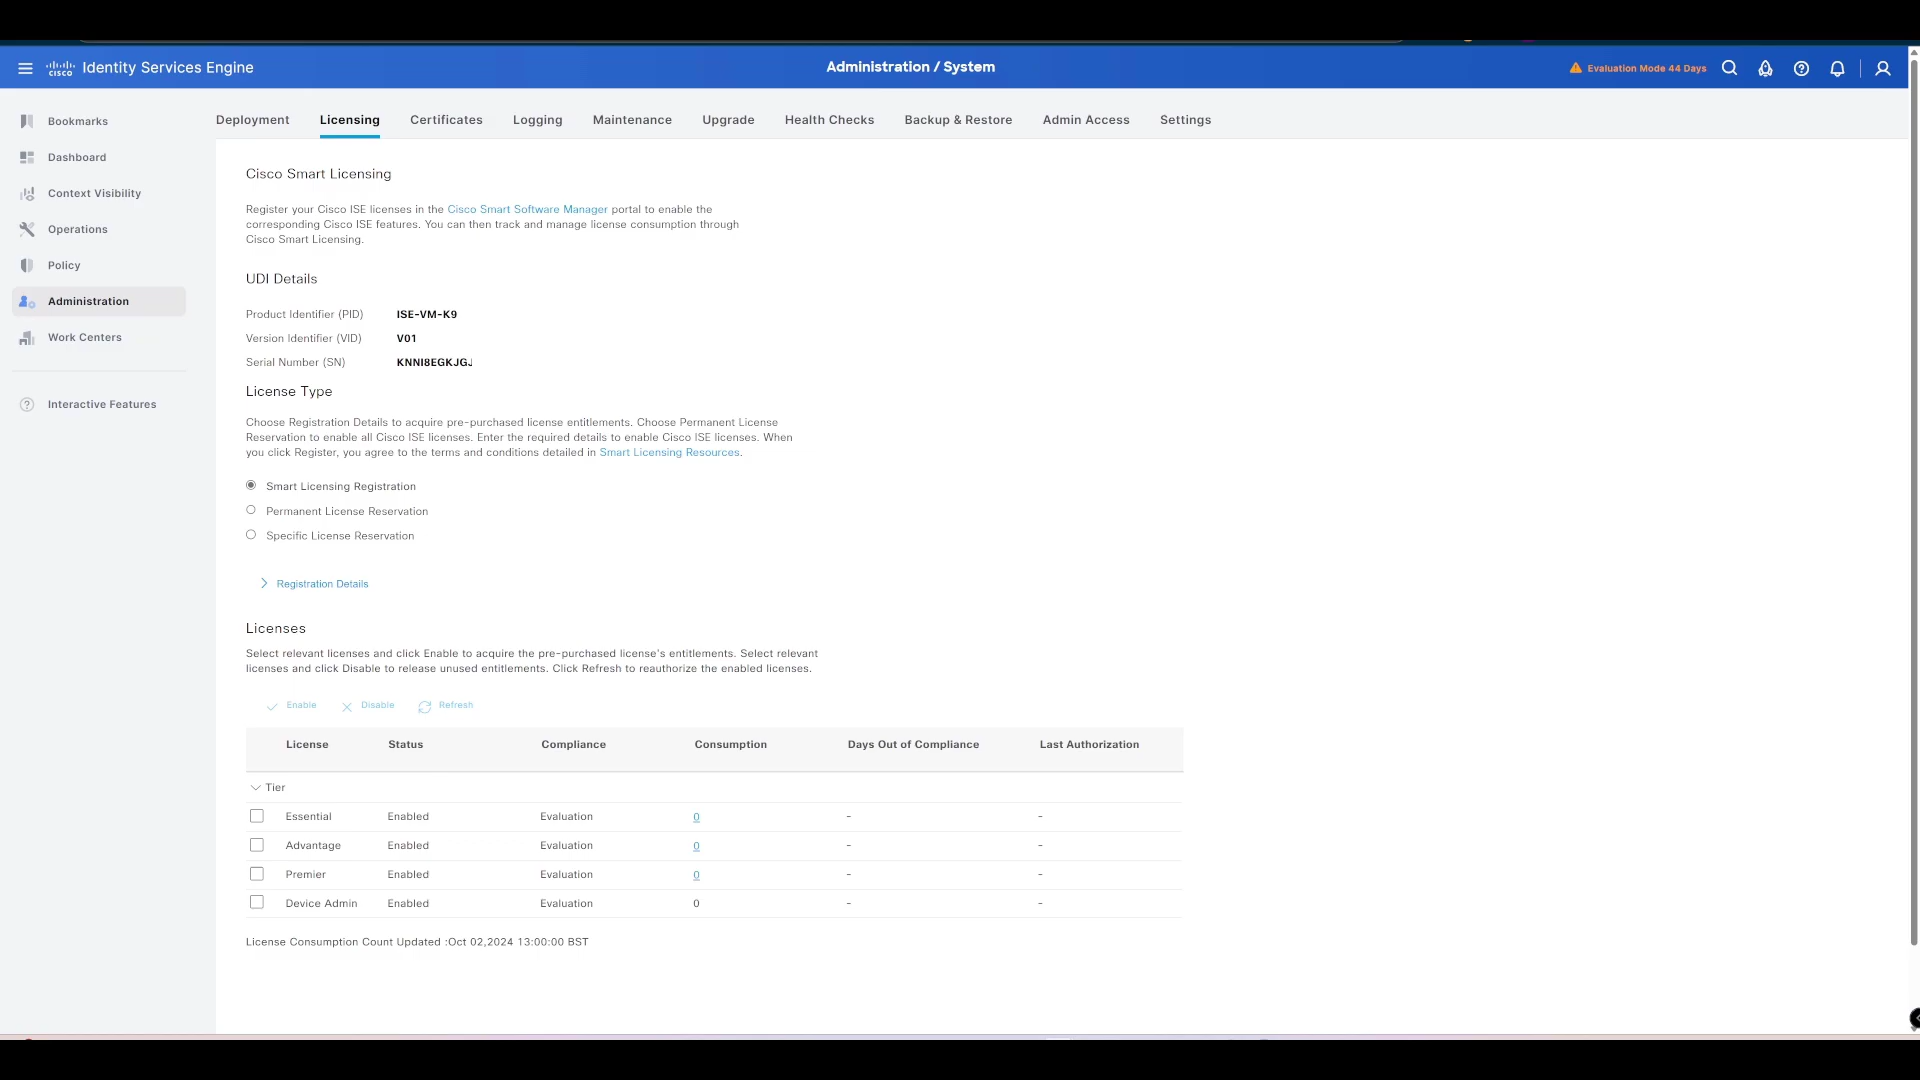 CISCO Identity Services Engine
Administration / System
Evaluation Mode 44 Days
Bookmarks
Dashboard
Context Visibility
Operations
Policy
Administration
Work Centers
Interactive Features
Deployment Licensing Certificates Logging Maintenance Upgrade Health Checks Backup & Restore Admin Access Settings
Cisco Smart Licensing
Register your Cisco ISE licenses in the Cisco Smart Software Manager portal to enable the
corresponding Cisco ISE features. You can then track and manage license consumption through
Cisco Smart Licensing.
UDI Details
Product Identifier (PID) ISE-VM-K9
Version Identifier (VID) V01
Serial Number (SN) KNNI8EGKJGJ
License Type
Choose Registration Details to acquire pre-purchased license entitlements. Choose Permanent License
Reservation to enable all Cisco ISE licenses. Enter the required details to enable Cisco ISE licenses. When
you click Register, you agree to the terms and conditions detailed in Smart Licensing Resources.
Smart Licensing Registration
Permanent License Reservation
Specific License Reservation
Registration Details
Licenses
Select relevant licenses and click Enable to acquire the pre-purchased license's entitlements. Select relevant
licenses and click Disable to release unused entitlements. Click Refresh to reauthorize the enabled licenses.
Enable Disable Refresh
License Status Compliance Consumption Days Out of Compliance Last Authorization
Tier
Essential Enabled Evaluation 0 - -
Advantage Enabled Evaluation 0 - -
Premier Enabled Evaluation 0 - -
Device Admin Enabled Evaluation 0 - -
License Consumption Count Updated :Oct 02,2024 13:00:00 BST